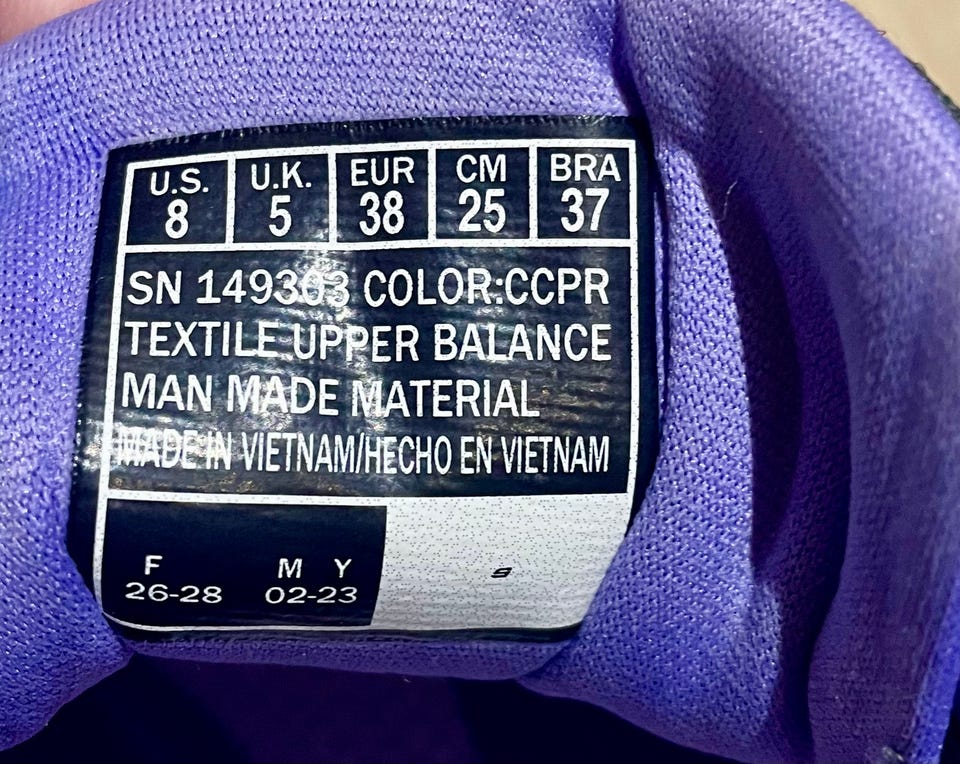 U.S. U.K. EUR CM BRA
8 5 38 25 37
SN 149303 COLOR:CCPR
TEXTILE UPPER BALANCE
MAN MADE MATERIAL
MADE IN VIETNAM/HECHO EN VIETNAM
F M Y
26-28 02-23
9